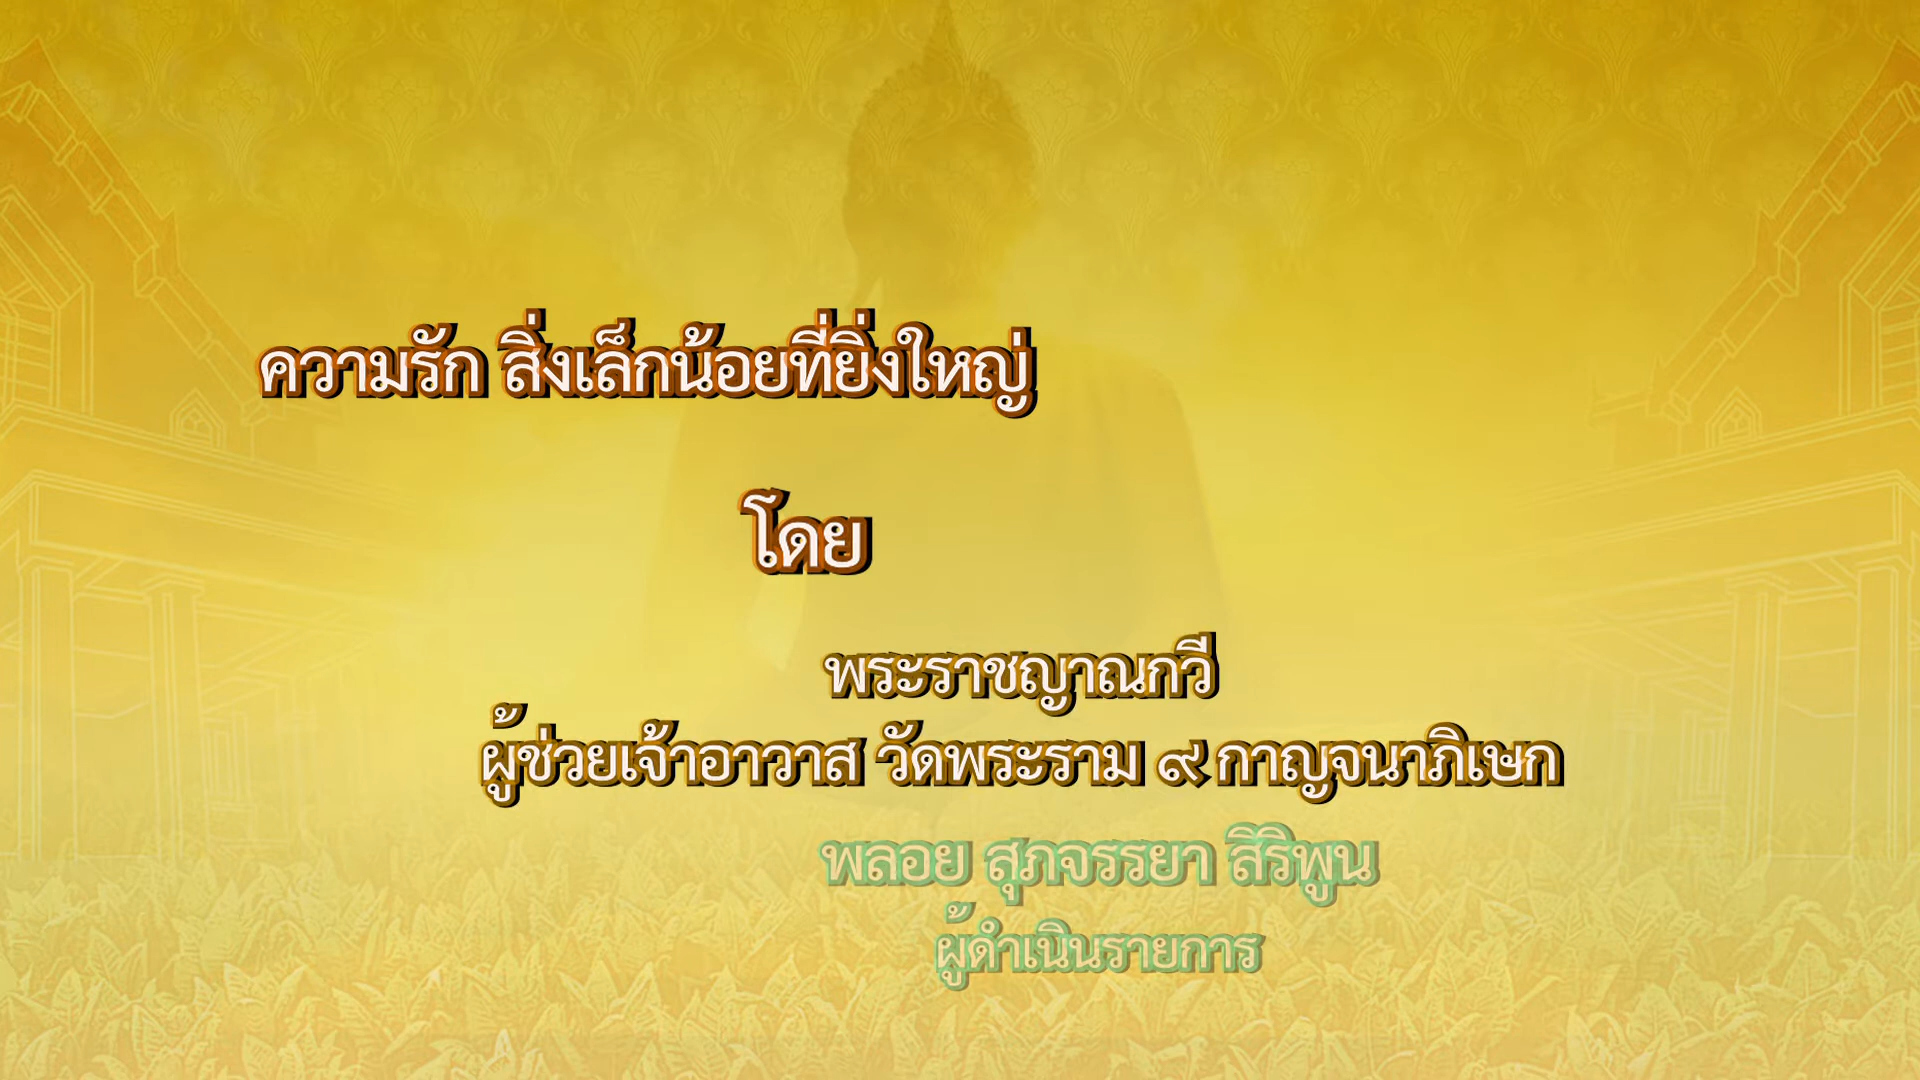 ความรัก สิ่งเล็กน้อยที่ยิ่งใหญ่
โดย
พระราชญาณกวี
ผู้ช่วยเจ้าอาวาส วัดพระราม ๙ กาญจนาภิเษก
พลอย สุภจรรยา สิริพูน
ผู้ดำเนินรายการ